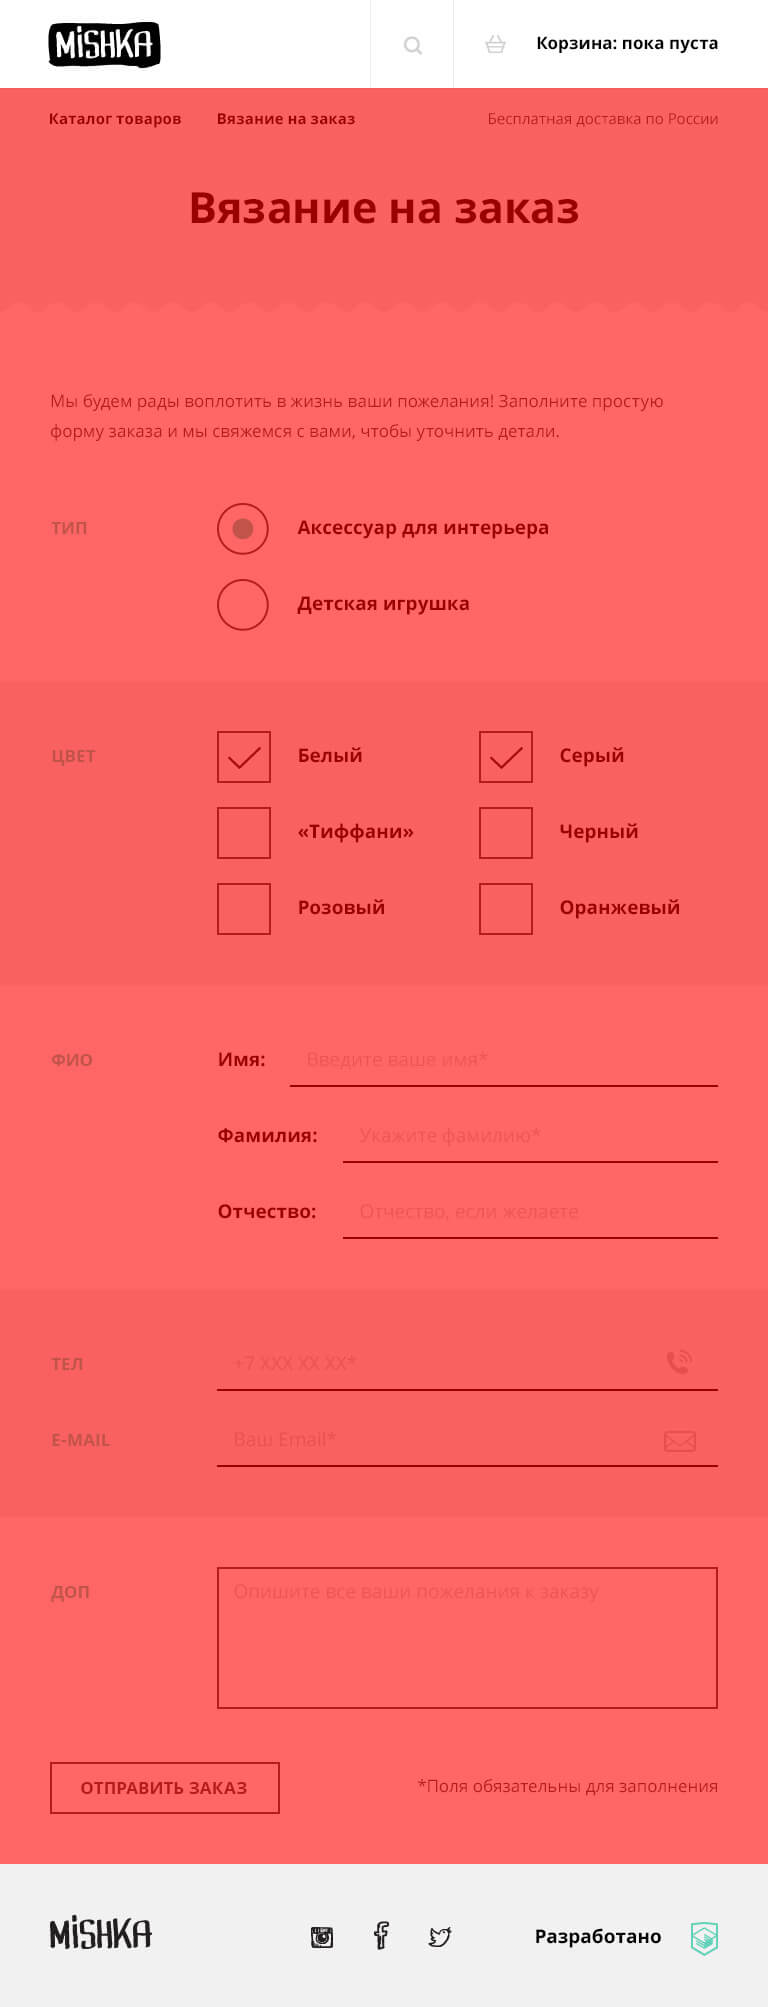 MiSHKA
Корзина: пока пуста
Каталог товаров
Вязание на заказ
Бесплатная доставка по России
Вязание на заказ
Мы будем рады воплотить в жизнь ваши пожелания! Заполните простую
форму заказа и мы свяжемся с вами, чтобы уточнить детали.
ТИП
Аксессуар для интерьера
Детская игрушка
ЦВЕТ
Белый
Серый
«Тиффани»
Черный
Розовый
Оранжевый
ФИО
Имя:
Введите ваше имя*
Фамилия:
Укажите фамилию*
Отчество:
Отчество, если желаете
ТЕЛ
+7 XXX XX XX*
E-MAIL
Ваш Email*
ДОП
Опишите все ваши пожелания к заказу
ОТПРАВИТЬ ЗАКАЗ
*Поля обязательны для заполнения
MiSHKA
Разработано